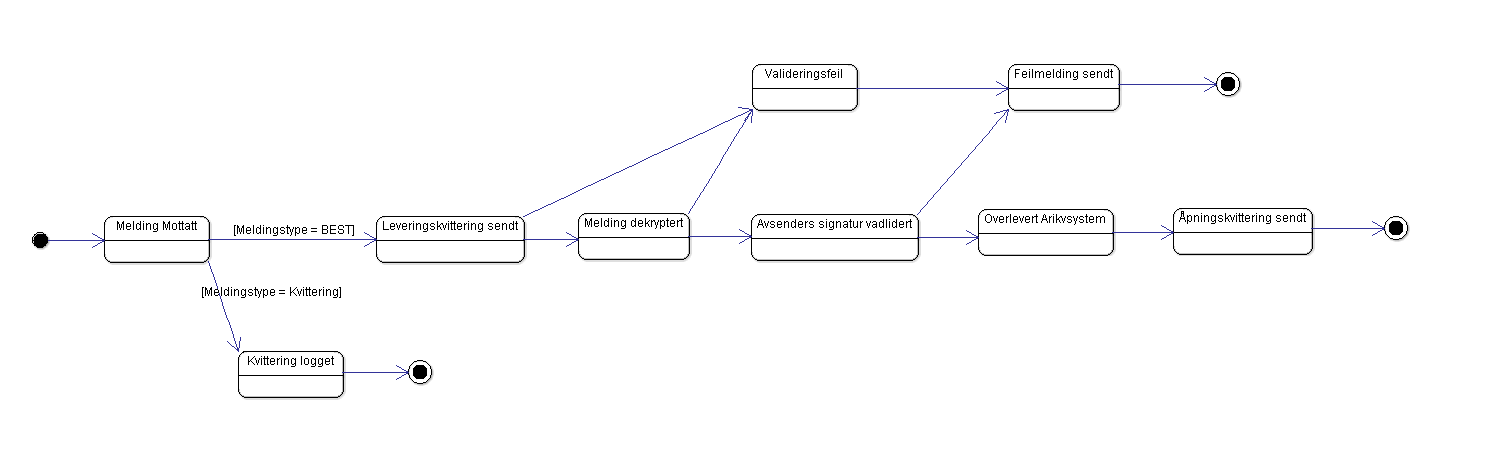 Valideringsfeil
Feilmelding sendt
Melding Mottatt
[Meldingstype = BEST]
Leveringskvittering sendt
Melding dekryptert
Avsenders signatur vadlidert
Overlevert Arikvsystem
Åpningskvittering sendt
[Meldingstype = Kvittering]
Kvittering logget